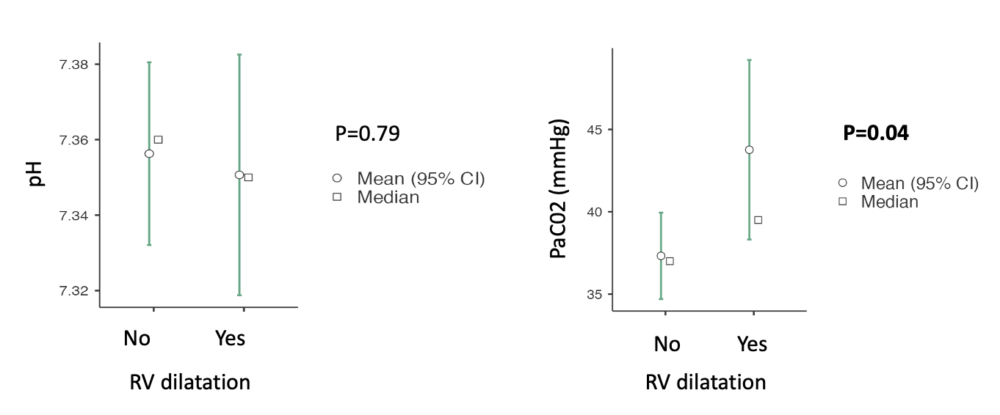 7.38
7.36
7.34
7.32
pH
No Yes
RV dilatation
P=0.79
Mean (95% CI)
Median
45
40
35
PaC02 (mmHg)
No Yes
RV dilatation
P=0.04
Mean (95% CI)
Median